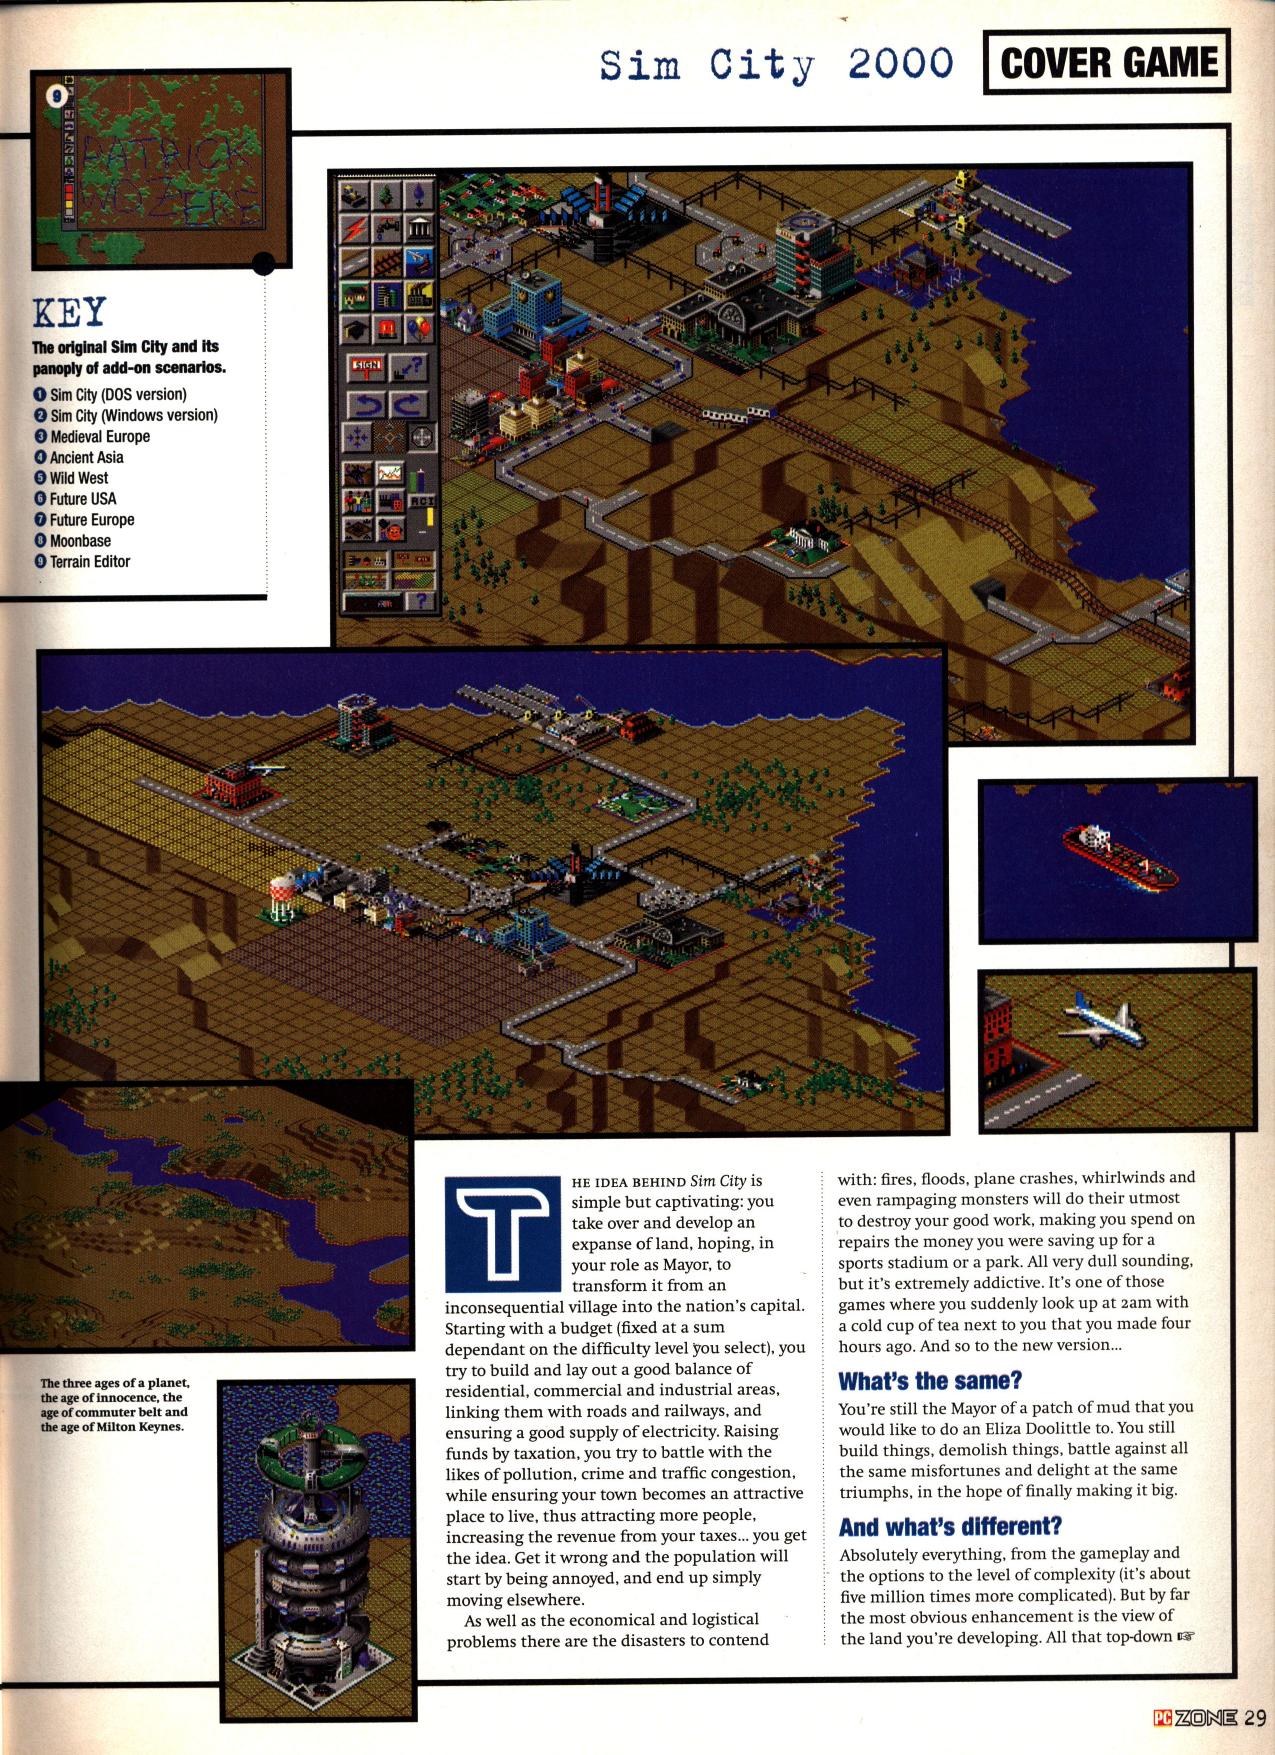 Sim City 2000
COVER GAME
9
PATRICK
KEY
The original Sim City and its
panoply of add-on scenarios.
1 Sim City (DOS version)
2 Sim City (Windows version)
3 Medieval Europe
4 Ancient Asia
5 Wild West
6 Future USA
7 Future Europe
8 Moonbase
9 Terrain Editor
SIGN
?
RCI
?
The three ages of a planet,
the age of innocence, the
age of commuter belt and
the age of Milton Keynes.
THE IDEA BEHIND Sim City is
simple but captivating: you
take over and develop an
expanse of land, hoping, in
your role as Mayor, to
transform it from an
inconsequential village into the nation's capital.
Starting with a budget (fixed at a sum
dependant on the difficulty level you select), you
try to build and lay out a good balance of
residential, commercial and industrial areas,
linking them with roads and railways, and
ensuring a good supply of electricity. Raising
funds by taxation, you try to battle with the
likes of pollution, crime and traffic congestion,
while ensuring your town becomes an attractive
place to live, thus attracting more people,
increasing the revenue from your taxes... you get
the idea. Get it wrong and the population will
start by being annoyed, and end up simply
moving elsewhere.
As well as the economical and logistical
problems there are the disasters to contend
with: fires, floods, plane crashes, whirlwinds and
even rampaging monsters will do their utmost
to destroy your good work, making you spend on
repairs the money you were saving up for a
sports stadium or a park. All very dull sounding,
but it's extremely addictive. It's one of those
games where you suddenly look up at 2am with
a cold cup of tea next to you that you made four
hours ago. And so to the new version...
What's the same?
You're still the Mayor of a patch of mud that you
would like to do an Eliza Doolittle to. You still
build things, demolish things, battle against all
the same misfortunes and delight at the same
triumphs, in the hope of finally making it big.
And what's different?
Absolutely everything, from the gameplay and
the options to the level of complexity (it's about
five million times more complicated). But by far
the most obvious enhancement is the view of
the land you're developing. All that top-down ☞
PC ZONE 29